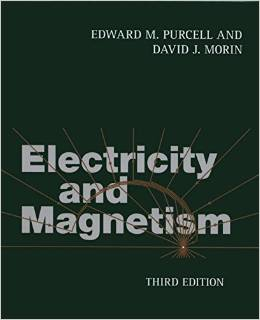 EDWARD M. PURCELL AND
DAVID J. MORIN
Electricity
and
Magnetism
THIRD EDITION